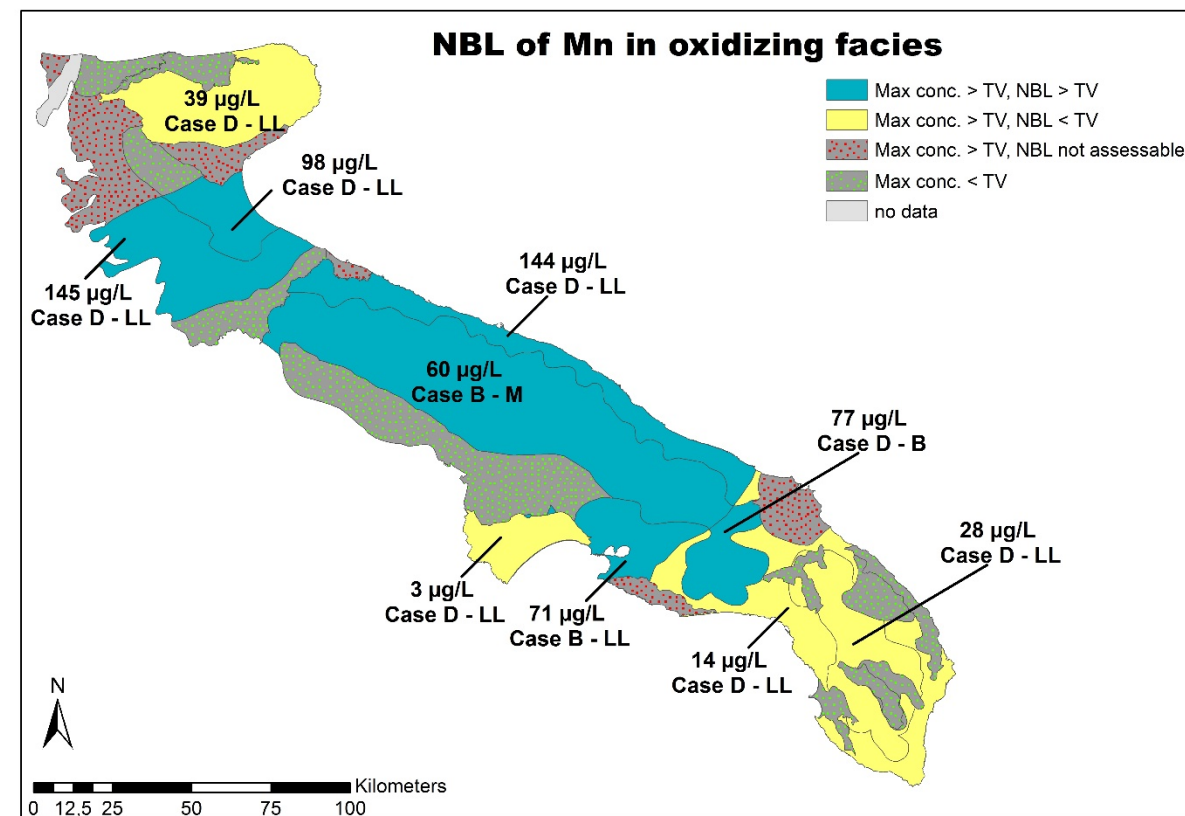 NBL of Mn in oxidizing facies
Max conc. > TV, NBL > TV
Max conc. > TV, NBL < TV
Max conc. > TV, NBL not assessable
Max conc. < TV
no data
39 µg/L
Case D - LL
98 µg/L
Case D - LL
145 µg/L
Case D - LL
144 µg/L
Case D - LL
60 µg/L
Case B - M
77 µg/L
Case D - B
28 µg/L
Case D - LL
3 µg/L
Case D - LL
71 µg/L
Case B - LL
14 µg/L
Case D - LL
N
Kilometers
0 12,5 25 50 75 100